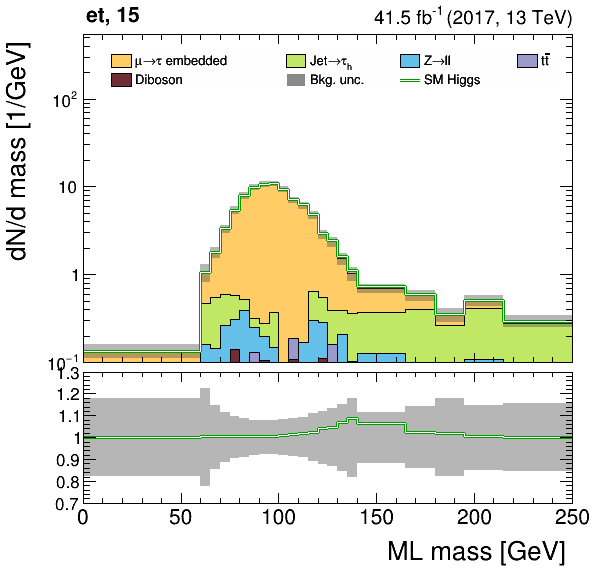 et, 15 41.5 fb⁻¹ (2017, 13 TeV)
μ→τ embedded Jet→τₕ Z→ll tt̄
Diboson Bkg. unc. SM Higgs
dN/d mass [1/GeV]
10²
10
1
10⁻¹
1.3
1.2
1.1
1
0.9
0.8
0.7
0 50 100 150 200 250
ML mass [GeV]